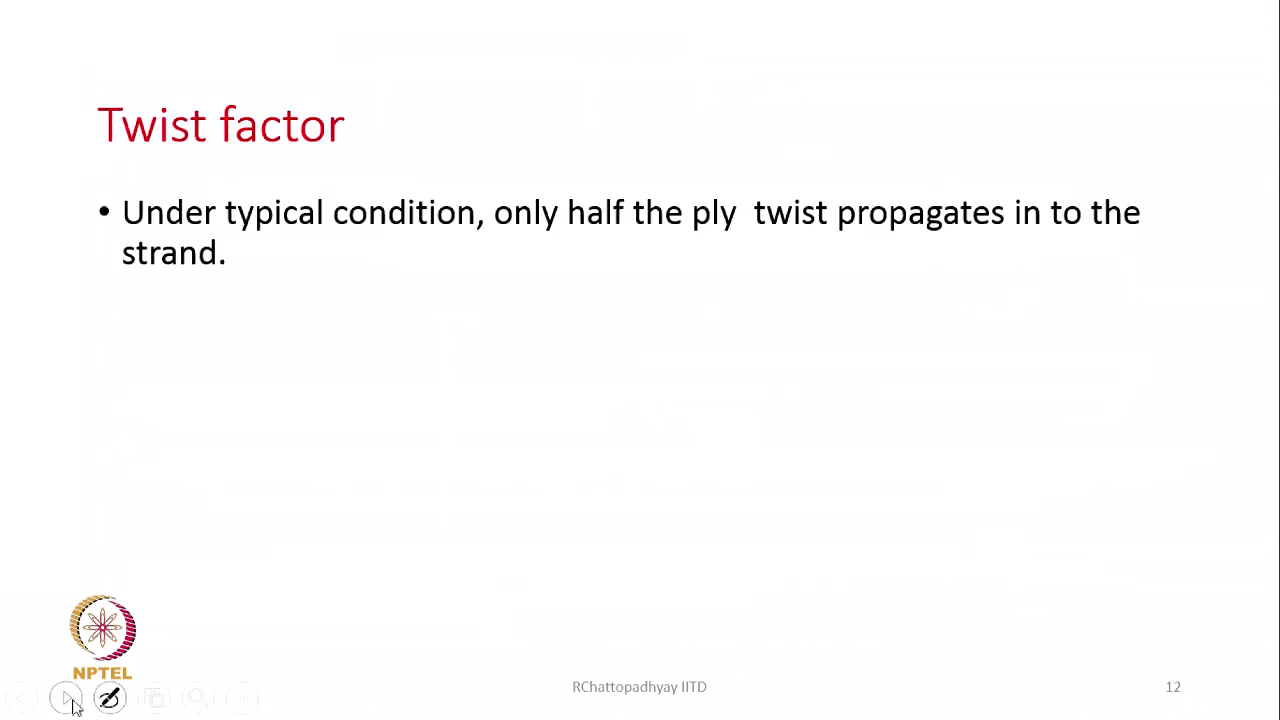 Twist factor
• Under typical condition, only half the ply twist propagates in to the
strand.
NPTEL
RChattopadhyay IITD
12